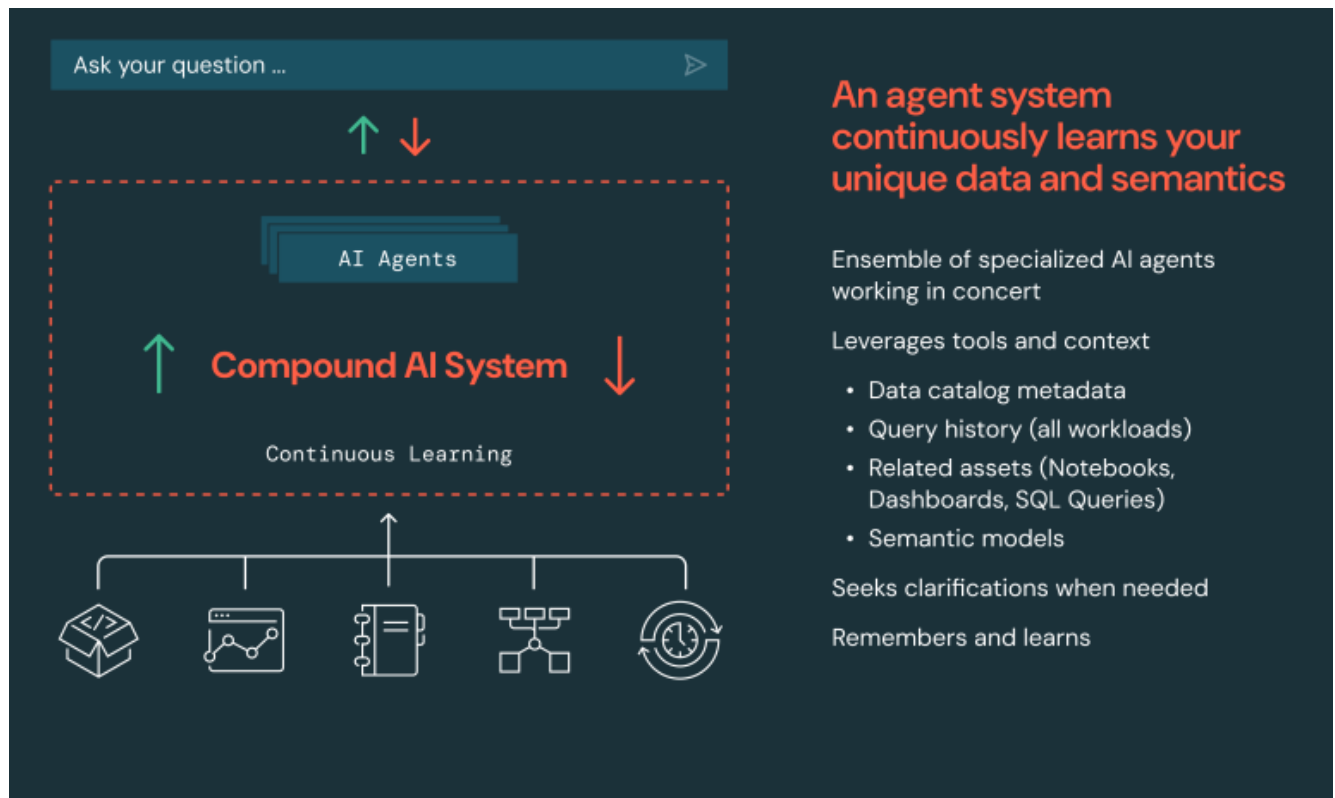 Ask your question ...
AI Agents
Compound AI System
Continuous Learning
</>
An agent system
continuously learns your
unique data and semantics
Ensemble of specialized AI agents
working in concert
Leverages tools and context
• Data catalog metadata
• Query history (all workloads)
• Related assets (Notebooks,
Dashboards, SQL Queries)
• Semantic models
Seeks clarifications when needed
Remembers and learns